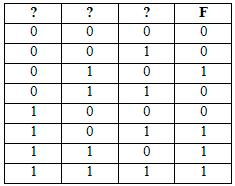 ? ? ? F
0 0 0 0
0 0 1 0
0 1 0 1
0 1 1 0
1 0 0 0
1 0 1 1
1 1 0 1
1 1 1 1